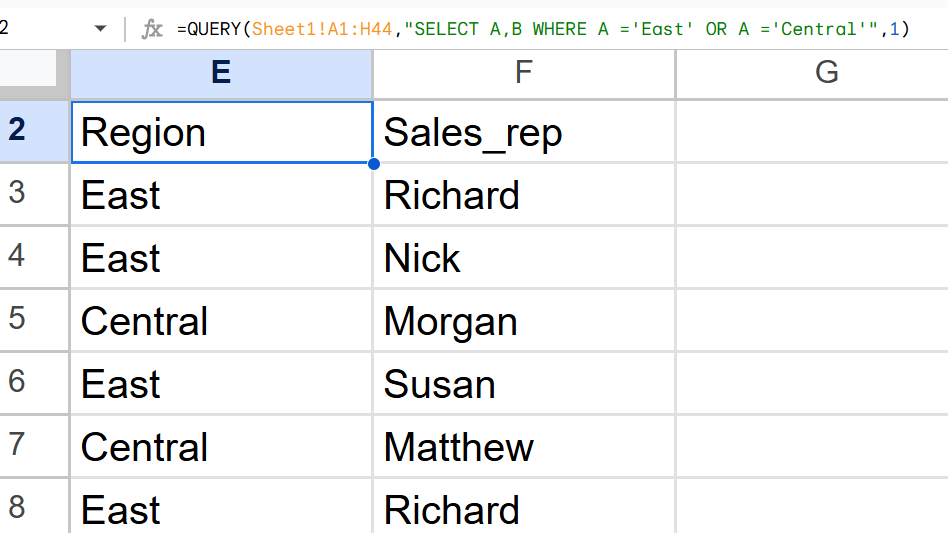 2 fx =QUERY(Sheet1!A1:H44,"SELECT A,B WHERE A ='East' OR A ='Central'",1)
E F G
2 Region Sales_rep
3 East Richard
4 East Nick
5 Central Morgan
6 East Susan
7 Central Matthew
8 East Richard